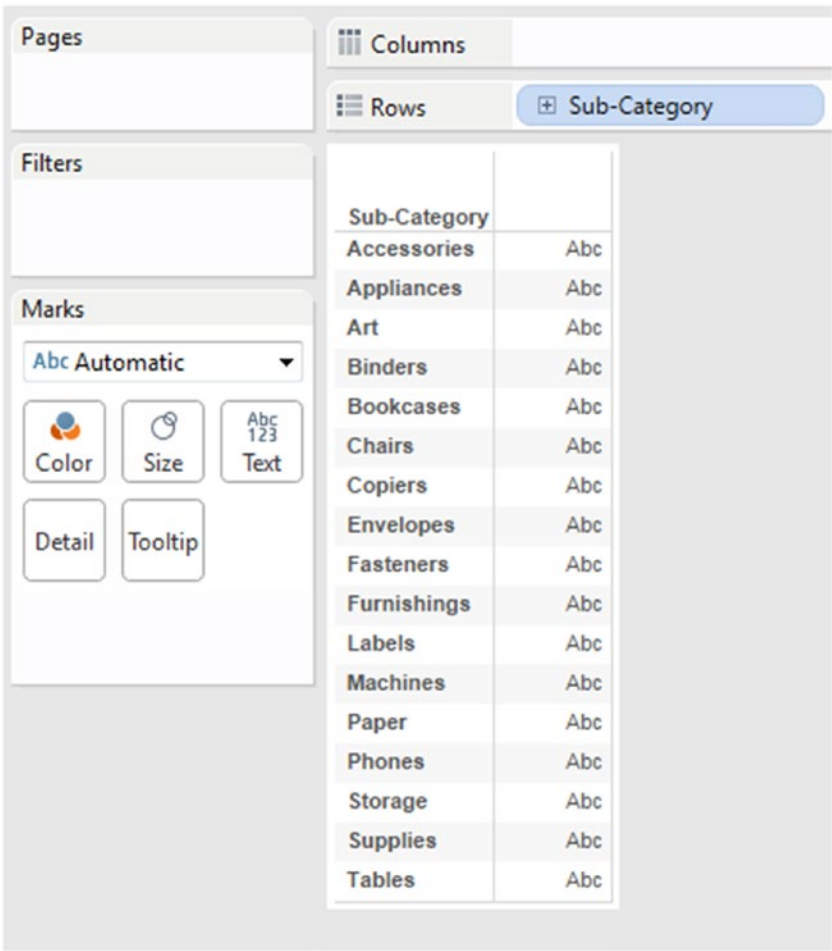 Pages
Columns
Rows
Sub-Category
Filters
Marks
Abc Automatic
Color
Size
Abc
123
Text
Detail
Tooltip
Sub-Category
Accessories Abc
Appliances Abc
Art Abc
Binders Abc
Bookcases Abc
Chairs Abc
Copiers Abc
Envelopes Abc
Fasteners Abc
Furnishings Abc
Labels Abc
Machines Abc
Paper Abc
Phones Abc
Storage Abc
Supplies Abc
Tables Abc